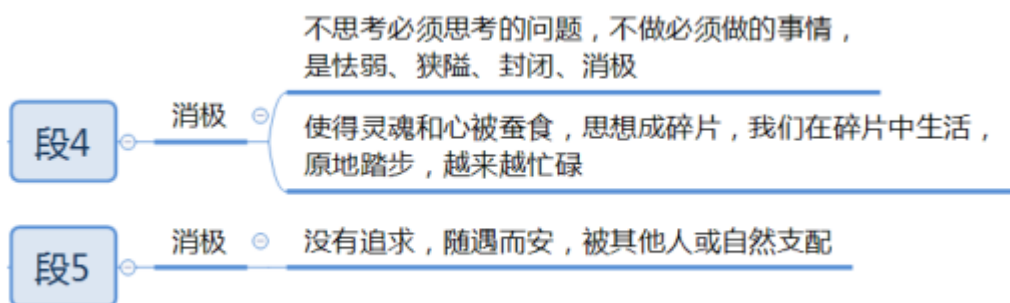 不思考必须思考的问题，不做必须做的事情，
是怯弱、狭隘、封闭、消极
段4
消极
使得灵魂和心被蚕食，思想成碎片，我们在碎片中生活，
原地踏步，越来越忙碌
段5
消极
没有追求，随遇而安，被其他人或自然支配